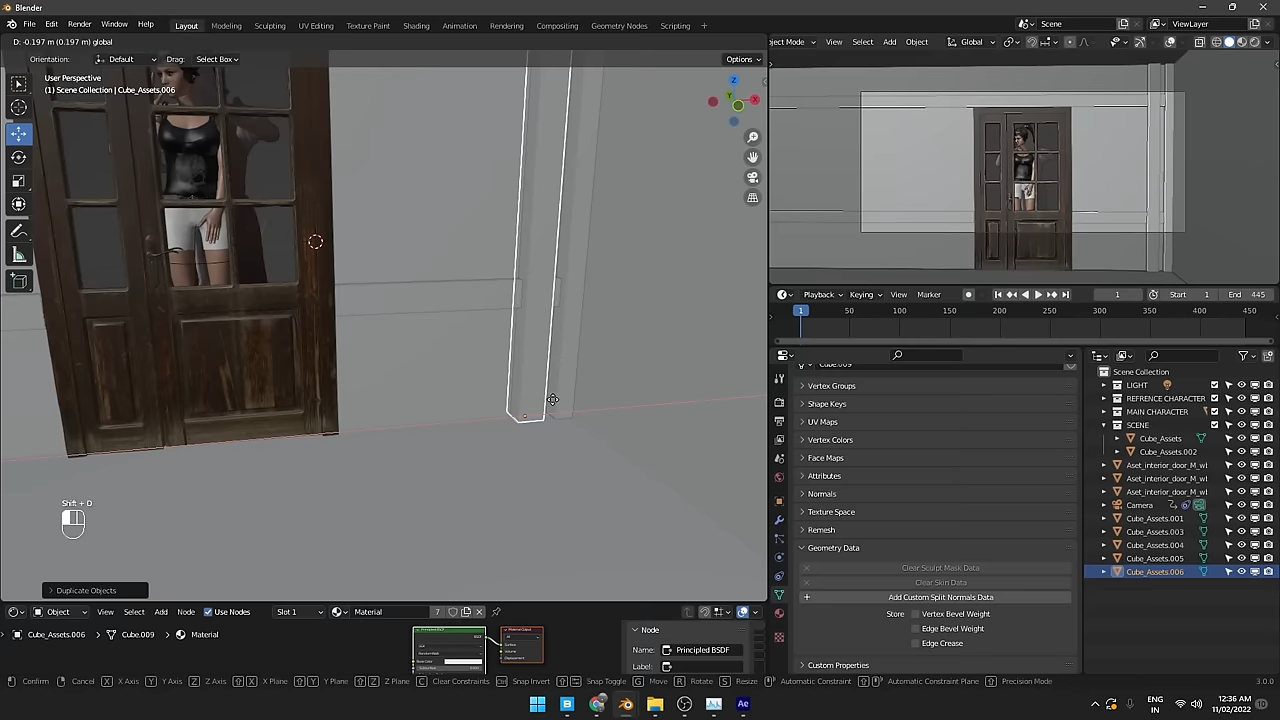 Blender
File Edit Render Window Help
Layout Modeling Sculpting UV Editing Texture Paint Shading Animation Rendering Compositing Geometry Nodes Scripting +
Scene
ViewLayer
D: -0.197 m (0.197 m) global
Orientation: Default Drag: Select Box
Options
User Perspective
(1) Scene Collection | Cube_Assets.006
Z
Y
X
Shift + D
Duplicate Objects
ject Mode View Select Add Object Global
Playback Keying View Marker
1 Start 1 End 445
1 50 100 150 200 250 300 350 400 450
Vertex Groups
Shape Keys
UV Maps
Vertex Colors
Face Maps
Attributes
Normals
Texture Space
Remesh
Geometry Data
Clear Sculpt Mask Data
Clear Skin Data
Add Custom Split Normals Data
Store Vertex Bevel Weight
Edge Bevel Weight
Edge Crease
Custom Properties
Scene Collection
LIGHT
REFRENCE CHARACTER
MAIN CHARACTER
SCENE
Cube_Assets
Cube_Assets.002
Aset_interior_door_M_wl
Aset_interior_door_M_wl
Aset_interior_door_M_wl
Camera
Cube_Assets.001
Cube_Assets.003
Cube_Assets.004
Cube_Assets.005
Cube_Assets.006
Object View Select Add Node Use Nodes Slot 1 Material 7
Cube_Assets.006 Cube.009 Material
Node
Name: Principled BSDF
Label:
Confirm Cancel X X Axis Y Y Axis Z Z Axis X X Plane Y Y Plane Z Z Plane C Clear Constraints Snap Invert Snap Toggle G Move R Rotate S Resize Automatic Constraint Automatic Constraint Plane Precision Mode 3.0.0
ENG
IN
12:36 AM
11/02/2022